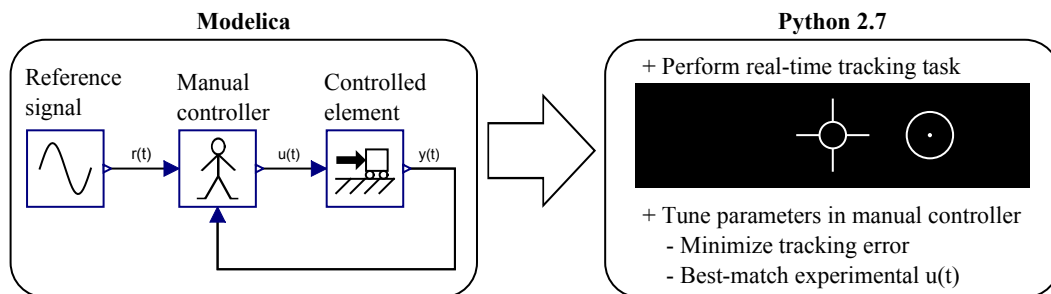 Modelica
Reference signal
Manual controller
Controlled element
r(t)
u(t)
y(t)
Python 2.7
+ Perform real-time tracking task
+ Tune parameters in manual controller
- Minimize tracking error
- Best-match experimental u(t)